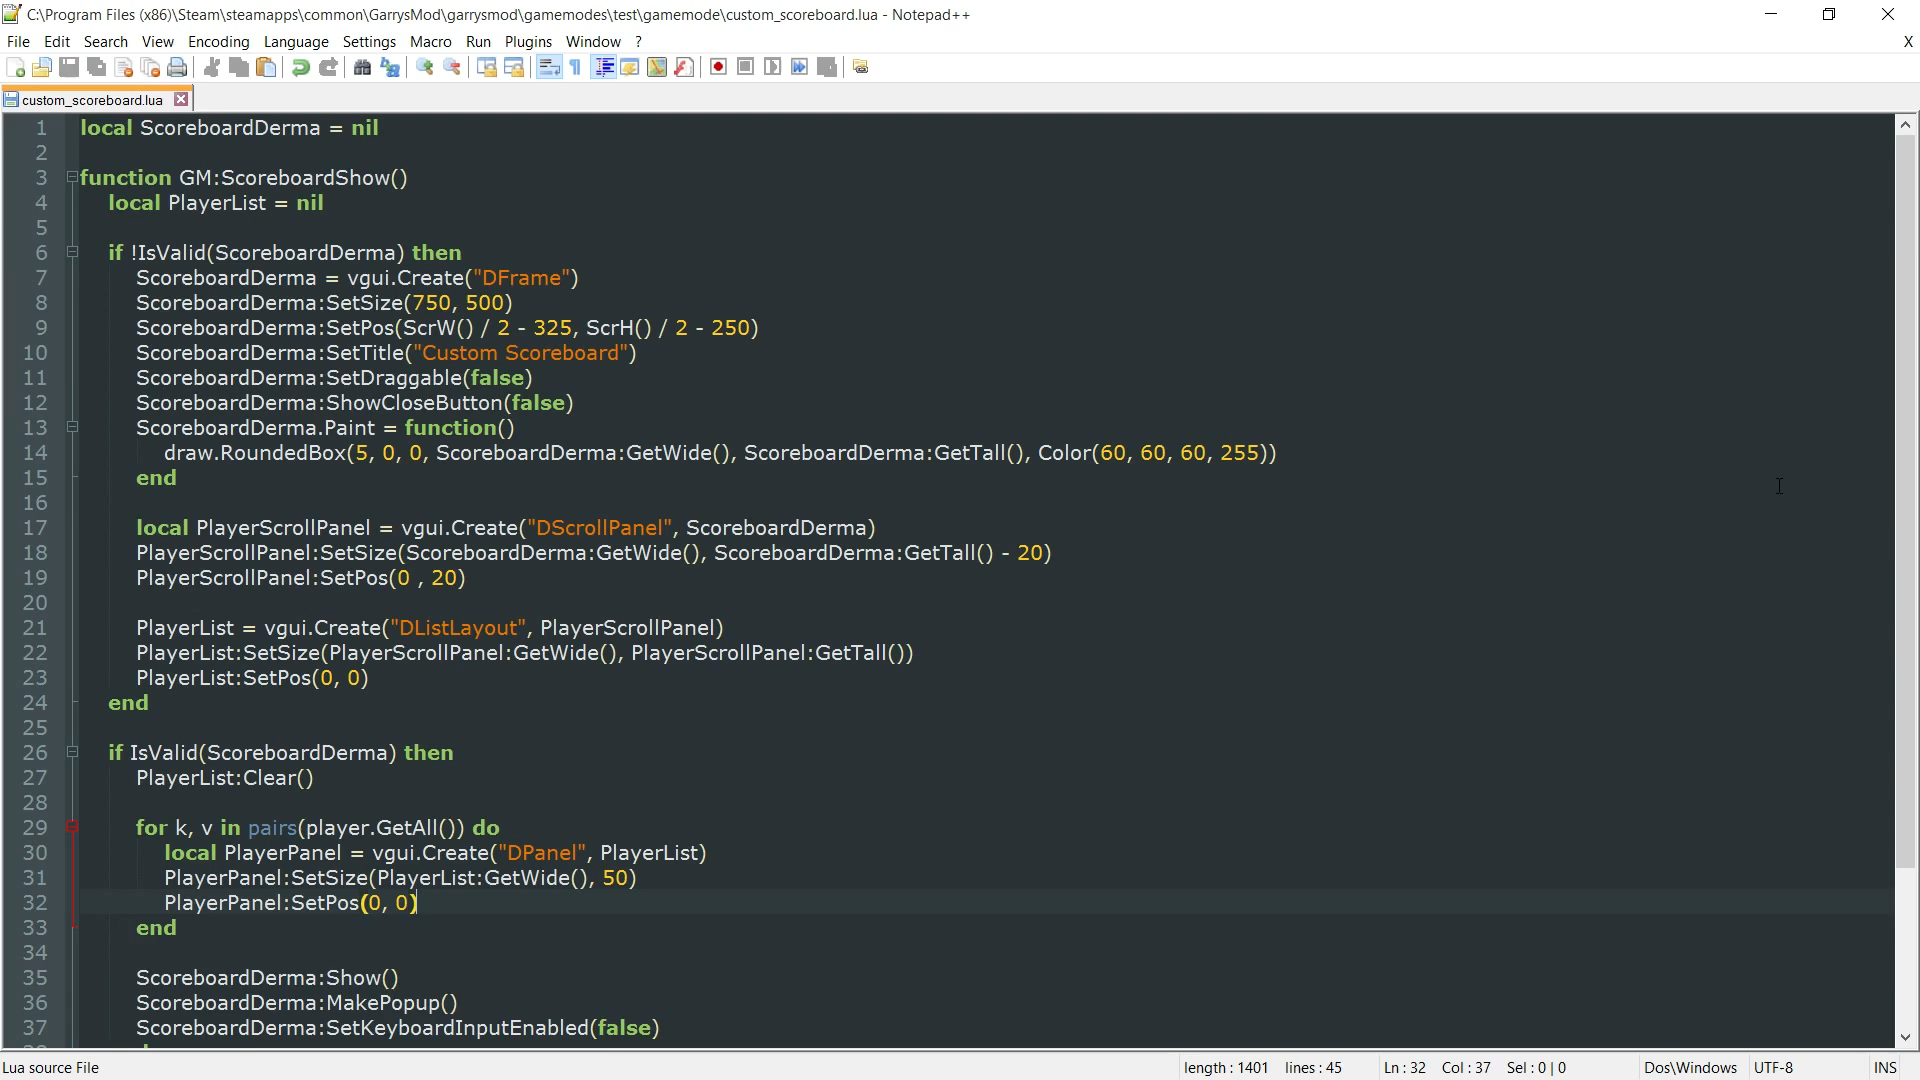 C:\Program Files (x86)\Steam\steamapps\common\GarrysMod\garrysmod\gamemodes\test\gamemode\custom_scoreboard.lua - Notepad++
File Edit Search View Encoding Language Settings Macro Run Plugins Window ? X
custom_scoreboard.lua
1 local ScoreboardDerma = nil
2
3 function GM:ScoreboardShow()
4 local PlayerList = nil
5
6 if !IsValid(ScoreboardDerma) then
7 ScoreboardDerma = vgui.Create("DFrame")
8 ScoreboardDerma:SetSize(750, 500)
9 ScoreboardDerma:SetPos(ScrW() / 2 - 325, ScrH() / 2 - 250)
10 ScoreboardDerma:SetTitle("Custom Scoreboard")
11 ScoreboardDerma:SetDraggable(false)
12 ScoreboardDerma:ShowCloseButton(false)
13 ScoreboardDerma.Paint = function()
14 draw.RoundedBox(5, 0, 0, ScoreboardDerma:GetWide(), ScoreboardDerma:GetTall(), Color(60, 60, 60, 255))
15 end
16
17 local PlayerScrollPanel = vgui.Create("DScrollPanel", ScoreboardDerma)
18 PlayerScrollPanel:SetSize(ScoreboardDerma:GetWide(), ScoreboardDerma:GetTall() - 20)
19 PlayerScrollPanel:SetPos(0 , 20)
20
21 PlayerList = vgui.Create("DListLayout", PlayerScrollPanel)
22 PlayerList:SetSize(PlayerScrollPanel:GetWide(), PlayerScrollPanel:GetTall())
23 PlayerList:SetPos(0, 0)
24 end
25
26 if IsValid(ScoreboardDerma) then
27 PlayerList:Clear()
28
29 for k, v in pairs(player.GetAll()) do
30 local PlayerPanel = vgui.Create("DPanel", PlayerList)
31 PlayerPanel:SetSize(PlayerList:GetWide(), 50)
32 PlayerPanel:SetPos(0, 0)
33 end
34
35 ScoreboardDerma:Show()
36 ScoreboardDerma:MakePopup()
37 ScoreboardDerma:SetKeyboardInputEnabled(false)
Lua source File length : 1401 lines : 45 Ln : 32 Col : 37 Sel : 0 | 0 Dos\Windows UTF-8 INS